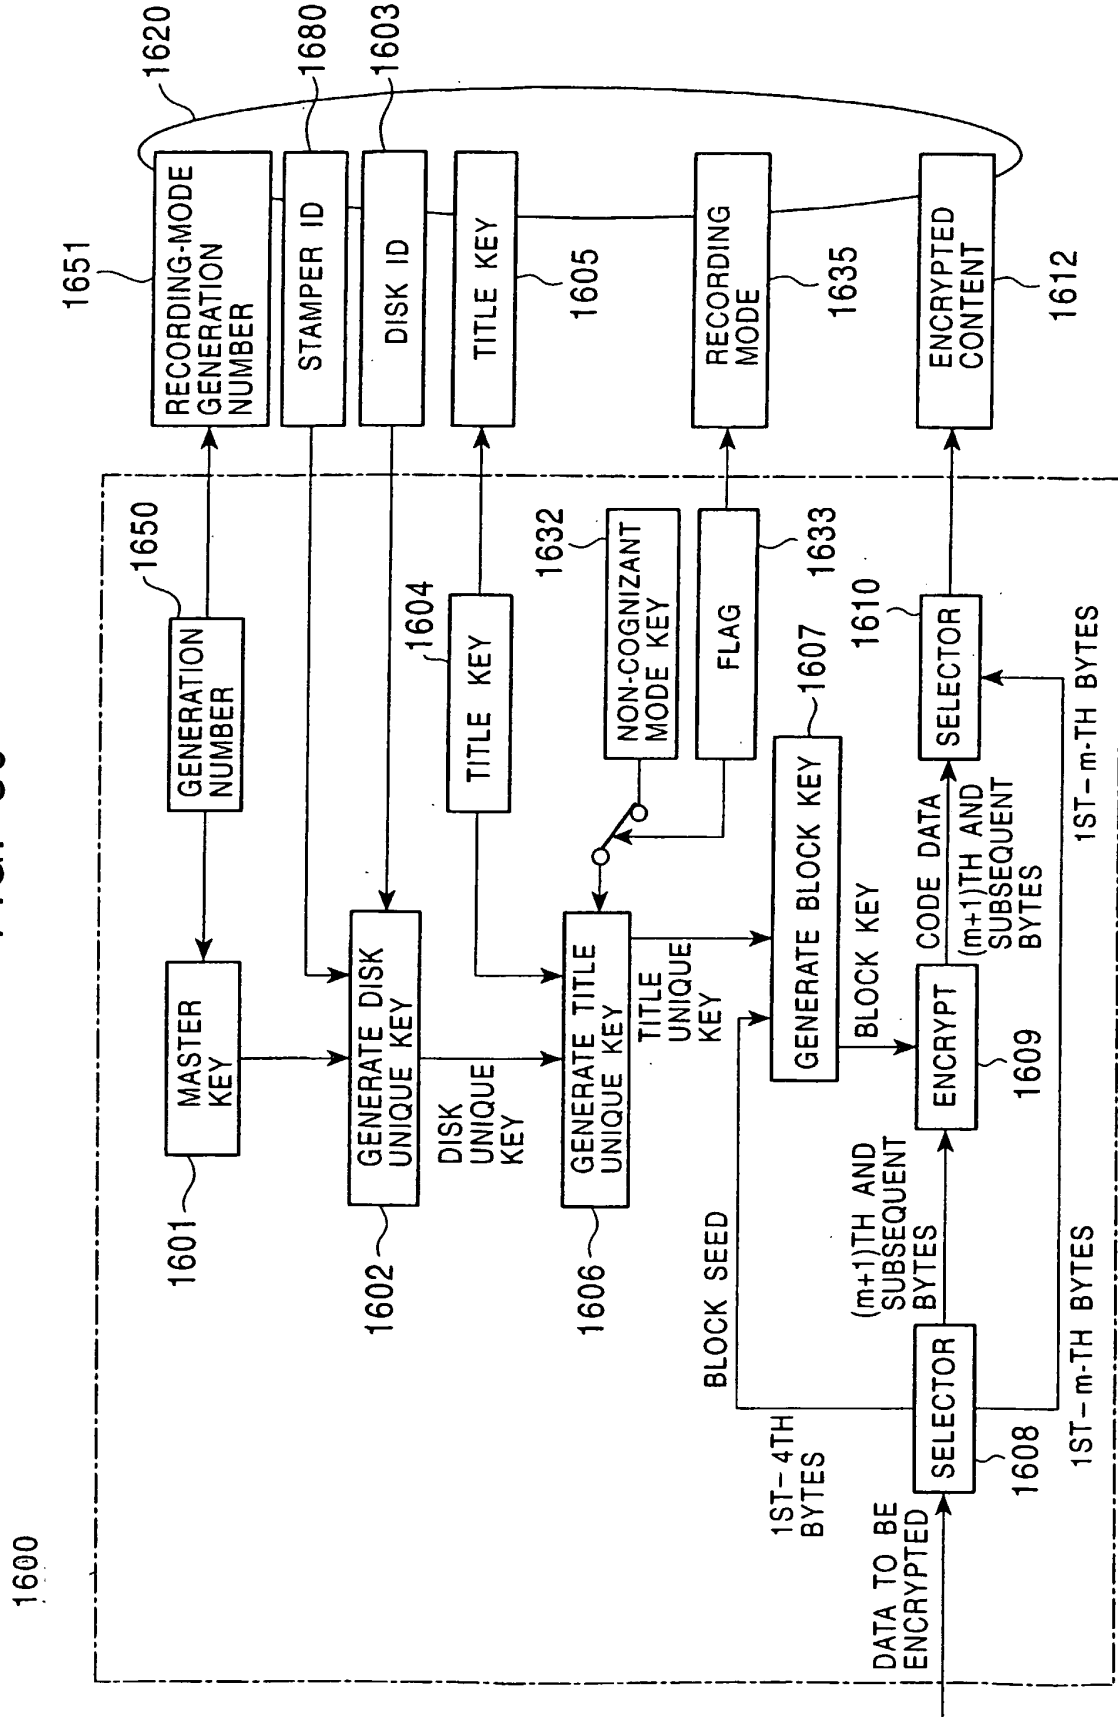 1600
1620
1680
1603
1651
RECORDING-MODE
GENERATION
NUMBER
STAMPER ID
DISK ID
TITLE KEY
1605
RECORDING
MODE
1635
ENCRYPTED
CONTENT
1612
1650
GENERATION
NUMBER
1604
TITLE KEY
1632
NON-COGNIZANT
MODE KEY
FLAG
1633
MASTER
KEY
1601
GENERATE DISK
UNIQUE KEY
1602
DISK
UNIQUE
KEY
GENERATE TITLE
UNIQUE KEY
1606
TITLE
UNIQUE
KEY
GENERATE BLOCK KEY
1607
BLOCK SEED
BLOCK KEY
1ST-4TH
BYTES
DATA TO BE
ENCRYPTED
SELECTOR
1608
(m+1)TH AND
SUBSEQUENT
BYTES
ENCRYPT
1609
CODE DATA
(m+1)TH AND
SUBSEQUENT
BYTES
SELECTOR
1610
1ST-m-TH BYTES
1ST-m-TH BYTES